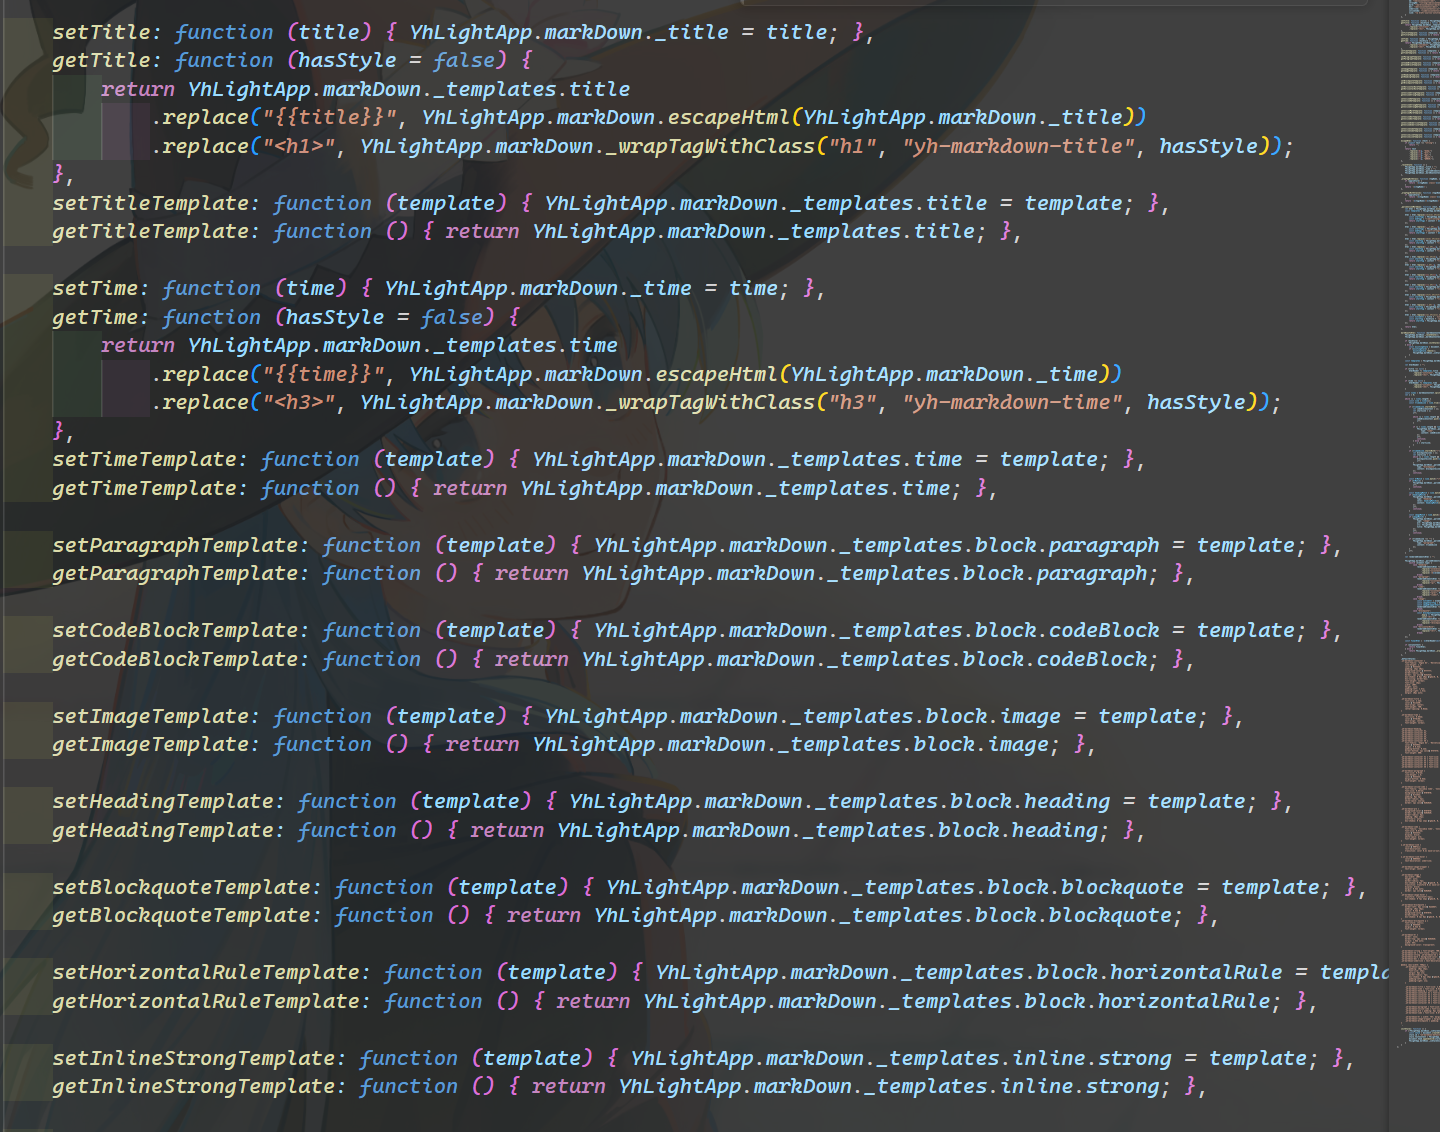 setTitle: function (title) { YhLightApp.markDown._title = title; },
getTitle: function (hasStyle = false) {
return YhLightApp.markDown._templates.title
.replace("{{title}}", YhLightApp.markDown.escapeHtml(YhLightApp.markDown._title))
.replace("<h1>", YhLightApp.markDown._wrapTagWithClass("h1", "yh-markdown-title", hasStyle));
},
setTitleTemplate: function (template) { YhLightApp.markDown._templates.title = template; },
getTitleTemplate: function () { return YhLightApp.markDown._templates.title; },
setTime: function (time) { YhLightApp.markDown._time = time; },
getTime: function (hasStyle = false) {
return YhLightApp.markDown._templates.time
.replace("{{time}}", YhLightApp.markDown.escapeHtml(YhLightApp.markDown._time))
.replace("<h3>", YhLightApp.markDown._wrapTagWithClass("h3", "yh-markdown-time", hasStyle));
},
setTimeTemplate: function (template) { YhLightApp.markDown._templates.time = template; },
getTimeTemplate: function () { return YhLightApp.markDown._templates.time; },
setParagraphTemplate: function (template) { YhLightApp.markDown._templates.block.paragraph = template; },
getParagraphTemplate: function () { return YhLightApp.markDown._templates.block.paragraph; },
setCodeBlockTemplate: function (template) { YhLightApp.markDown._templates.block.codeBlock = template; },
getCodeBlockTemplate: function () { return YhLightApp.markDown._templates.block.codeBlock; },
setImageTemplate: function (template) { YhLightApp.markDown._templates.block.image = template; },
getImageTemplate: function () { return YhLightApp.markDown._templates.block.image; },
setHeadingTemplate: function (template) { YhLightApp.markDown._templates.block.heading = template; },
getHeadingTemplate: function () { return YhLightApp.markDown._templates.block.heading; },
setBlockquoteTemplate: function (template) { YhLightApp.markDown._templates.block.blockquote = template; },
getBlockquoteTemplate: function () { return YhLightApp.markDown._templates.block.blockquote; },
setHorizontalRuleTemplate: function (template) { YhLightApp.markDown._templates.block.horizontalRule = templa
getHorizontalRuleTemplate: function () { return YhLightApp.markDown._templates.block.horizontalRule; },
setInlineStrongTemplate: function (template) { YhLightApp.markDown._templates.inline.strong = template; },
getInlineStrongTemplate: function () { return YhLightApp.markDown._templates.inline.strong; },